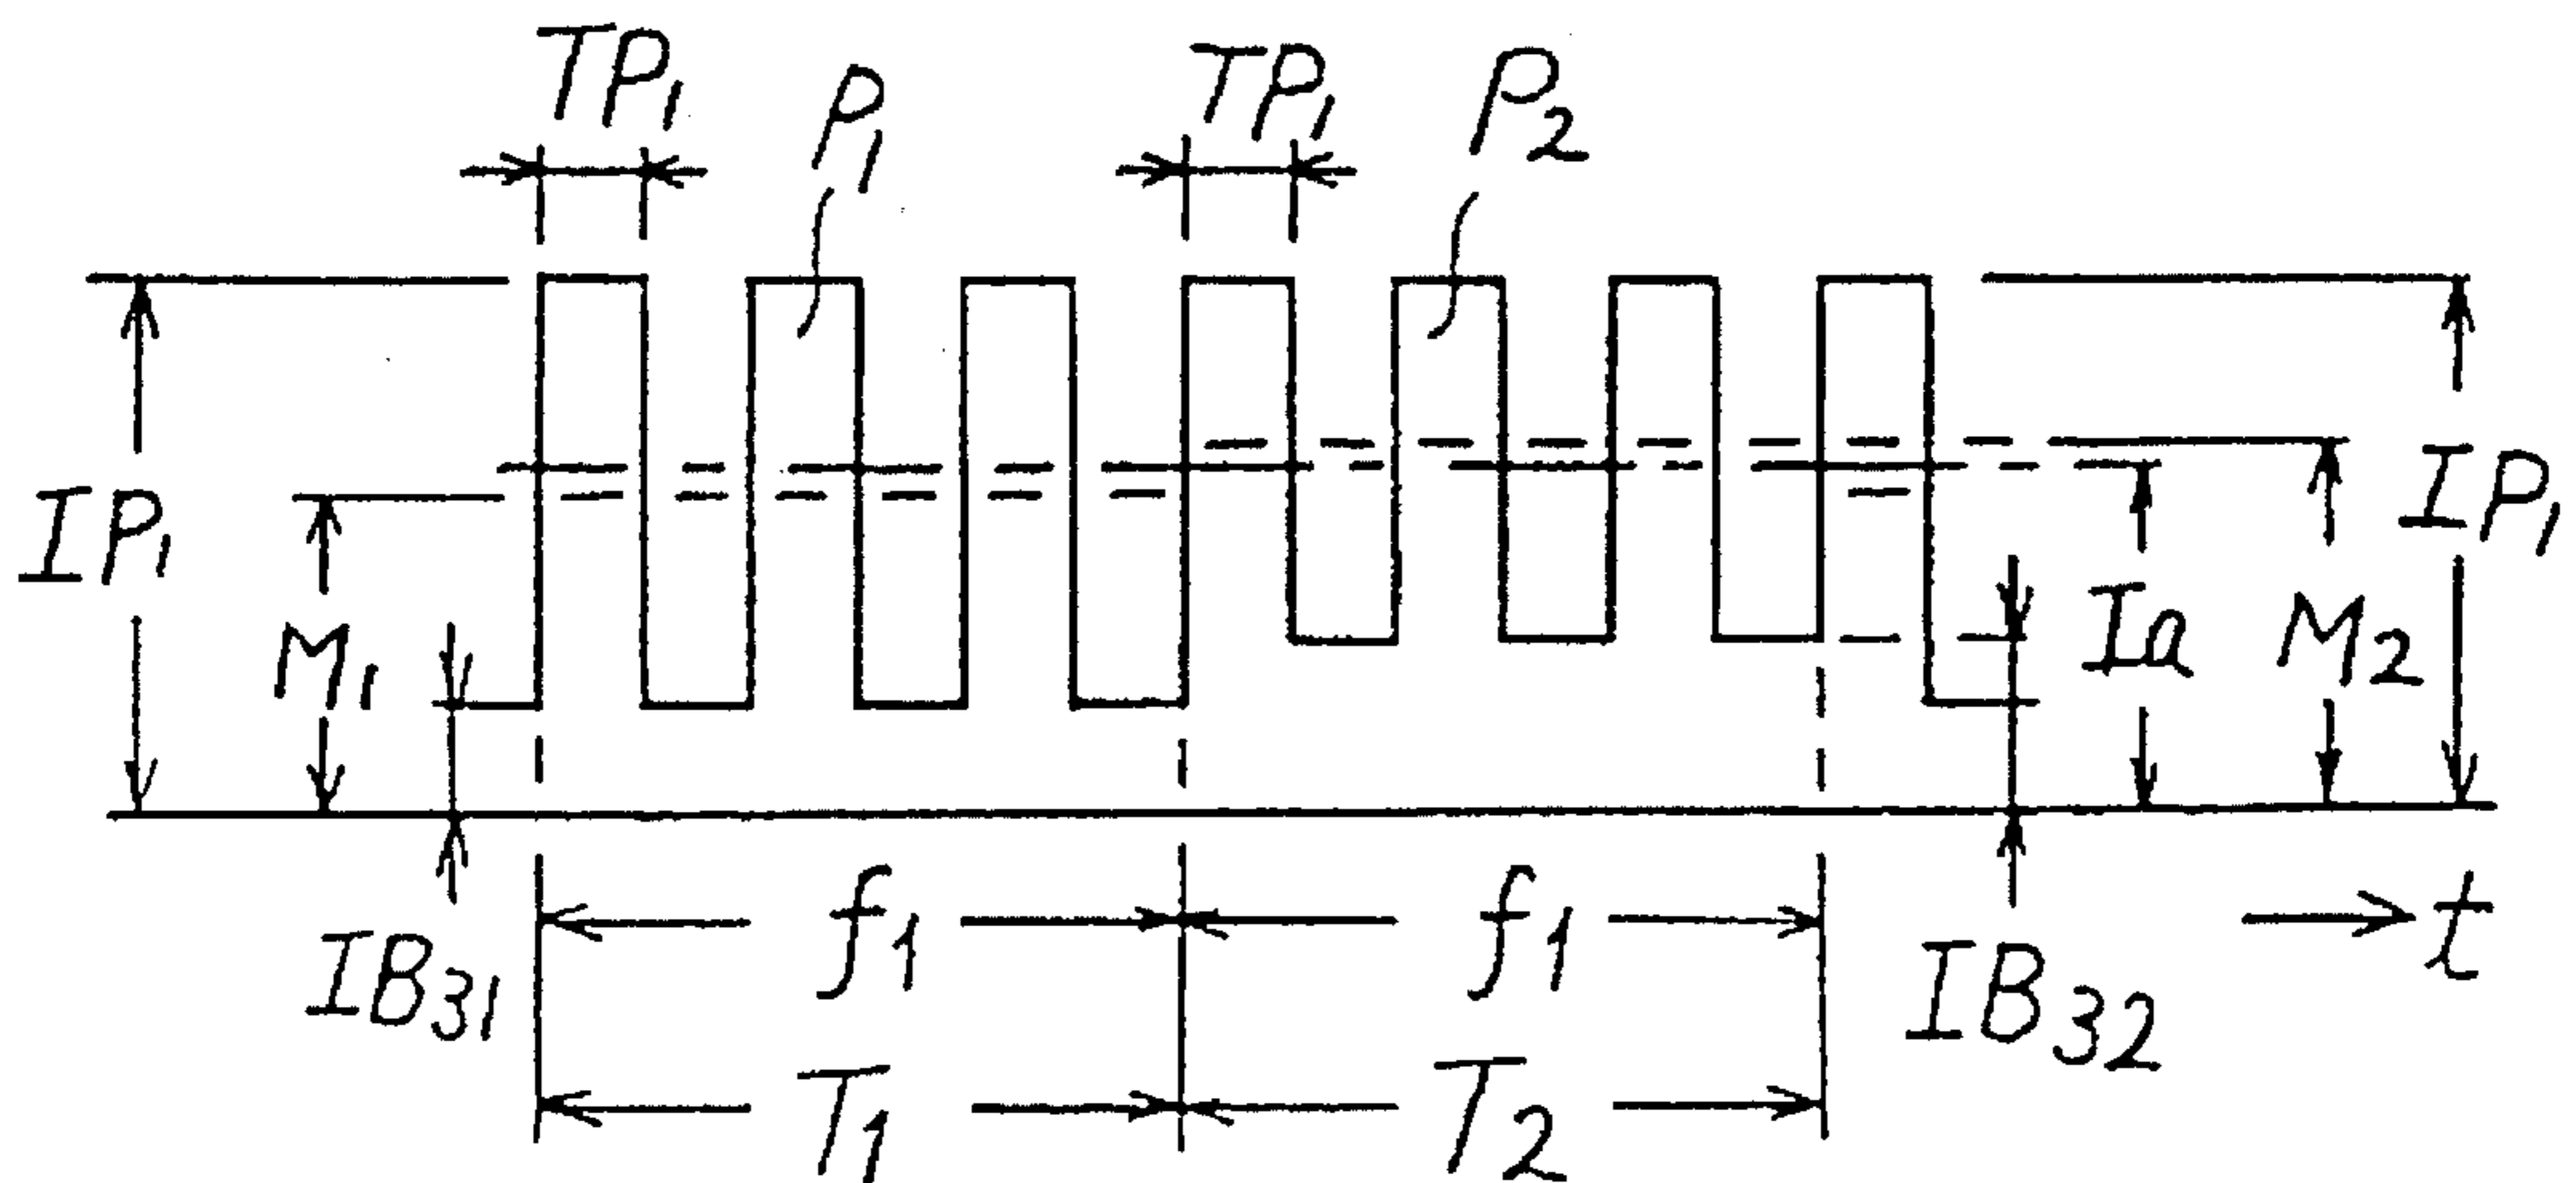 TP₁
P₁
TP₁
P₂
IP₁
M₁
Ia
M₂
IP₁
IB₃₁
f₁
f₁
IB₃₂
t
T₁
T₂